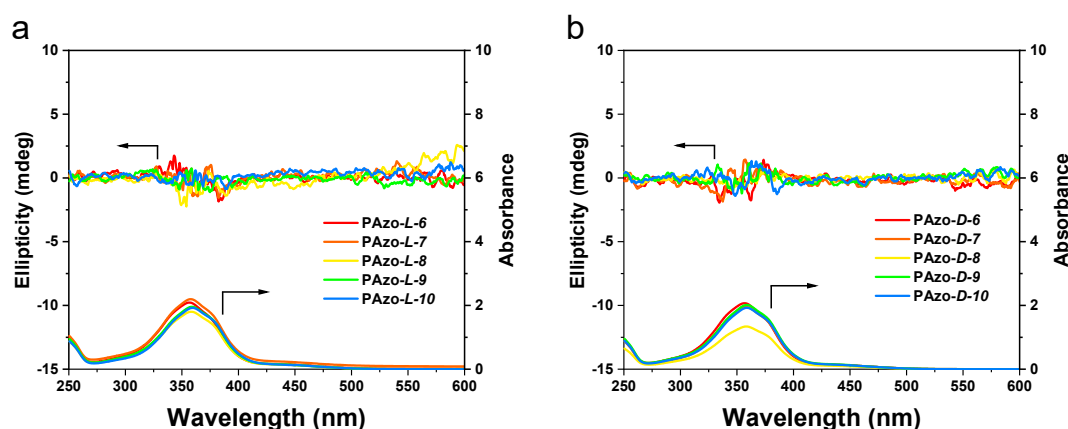 a
10
5
0
-5
-10
-15
Ellipticity (mdeg)
10
8
6
4
2
0
Absorbance
PAzo-L-6
PAzo-L-7
PAzo-L-8
PAzo-L-9
PAzo-L-10
250 300 350 400 450 500 550 600
Wavelength (nm)
b
10
5
0
-5
-10
-15
Ellipticity (mdeg)
10
8
6
4
2
0
Absorbance
PAzo-D-6
PAzo-D-7
PAzo-D-8
PAzo-D-9
PAzo-D-10
250 300 350 400 450 500 550 600
Wavelength (nm)